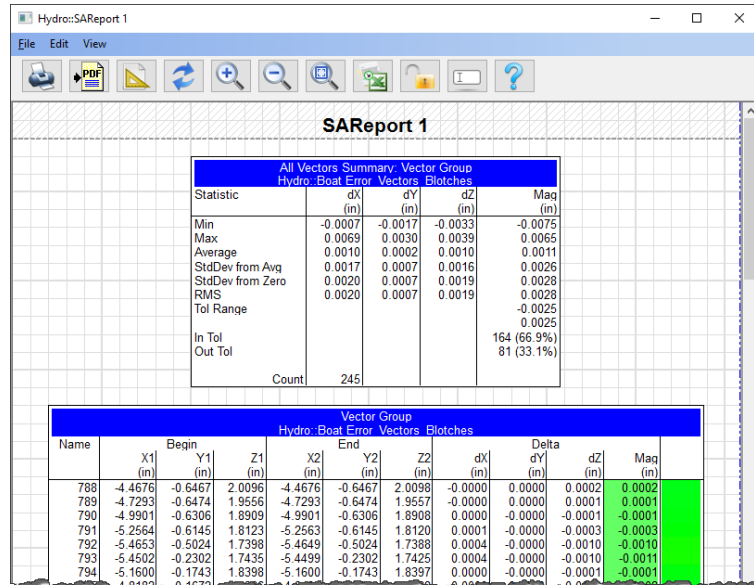 Hydro::SAReport 1
File Edit View
PDF
SAReport 1
All Vectors Summary: Vector Group
Hydro::Boat Error Vectors Blotches
Statistic dX dY dZ Mag
(in) (in) (in) (in)
Min -0.0007 -0.0017 -0.0033 -0.0075
Max 0.0069 0.0030 0.0039 0.0065
Average 0.0010 0.0002 0.0010 0.0011
StdDev from Avg 0.0017 0.0007 0.0016 0.0026
StdDev from Zero 0.0020 0.0007 0.0019 0.0028
RMS 0.0020 0.0007 0.0019 0.0028
Tol Range -0.0025
0.0025
In Tol 164 (66.9%)
Out Tol 81 (33.1%)
Count 245
Vector Group
Hydro::Boat Error Vectors Blotches
Name Begin End Delta
X1 Y1 Z1 X2 Y2 Z2 dX dY dZ Mag
(in) (in) (in) (in) (in) (in) (in) (in) (in) (in)
788 -4.4676 -0.6467 2.0096 -4.4676 -0.6467 2.0098 -0.0000 0.0000 0.0002 0.0002
789 -4.7293 -0.6474 1.9556 -4.7293 -0.6474 1.9557 -0.0000 0.0000 0.0001 0.0001
790 -4.9901 -0.6306 1.8909 -4.9901 -0.6306 1.8908 0.0000 -0.0000 -0.0001 -0.0001
791 -5.2564 -0.6145 1.8123 -5.2563 -0.6145 1.8120 0.0001 -0.0000 -0.0003 -0.0003
792 -5.4653 -0.5024 1.7398 -5.4649 -0.5024 1.7388 0.0004 -0.0000 -0.0010 -0.0010
793 -5.4502 -0.2302 1.7435 -5.4499 -0.2302 1.7425 0.0004 -0.0000 -0.0010 -0.0011
794 -5.1600 -0.1743 1.8398 -5.1600 -0.1743 1.8397 0.0000 -0.0000 -0.0001 -0.0001